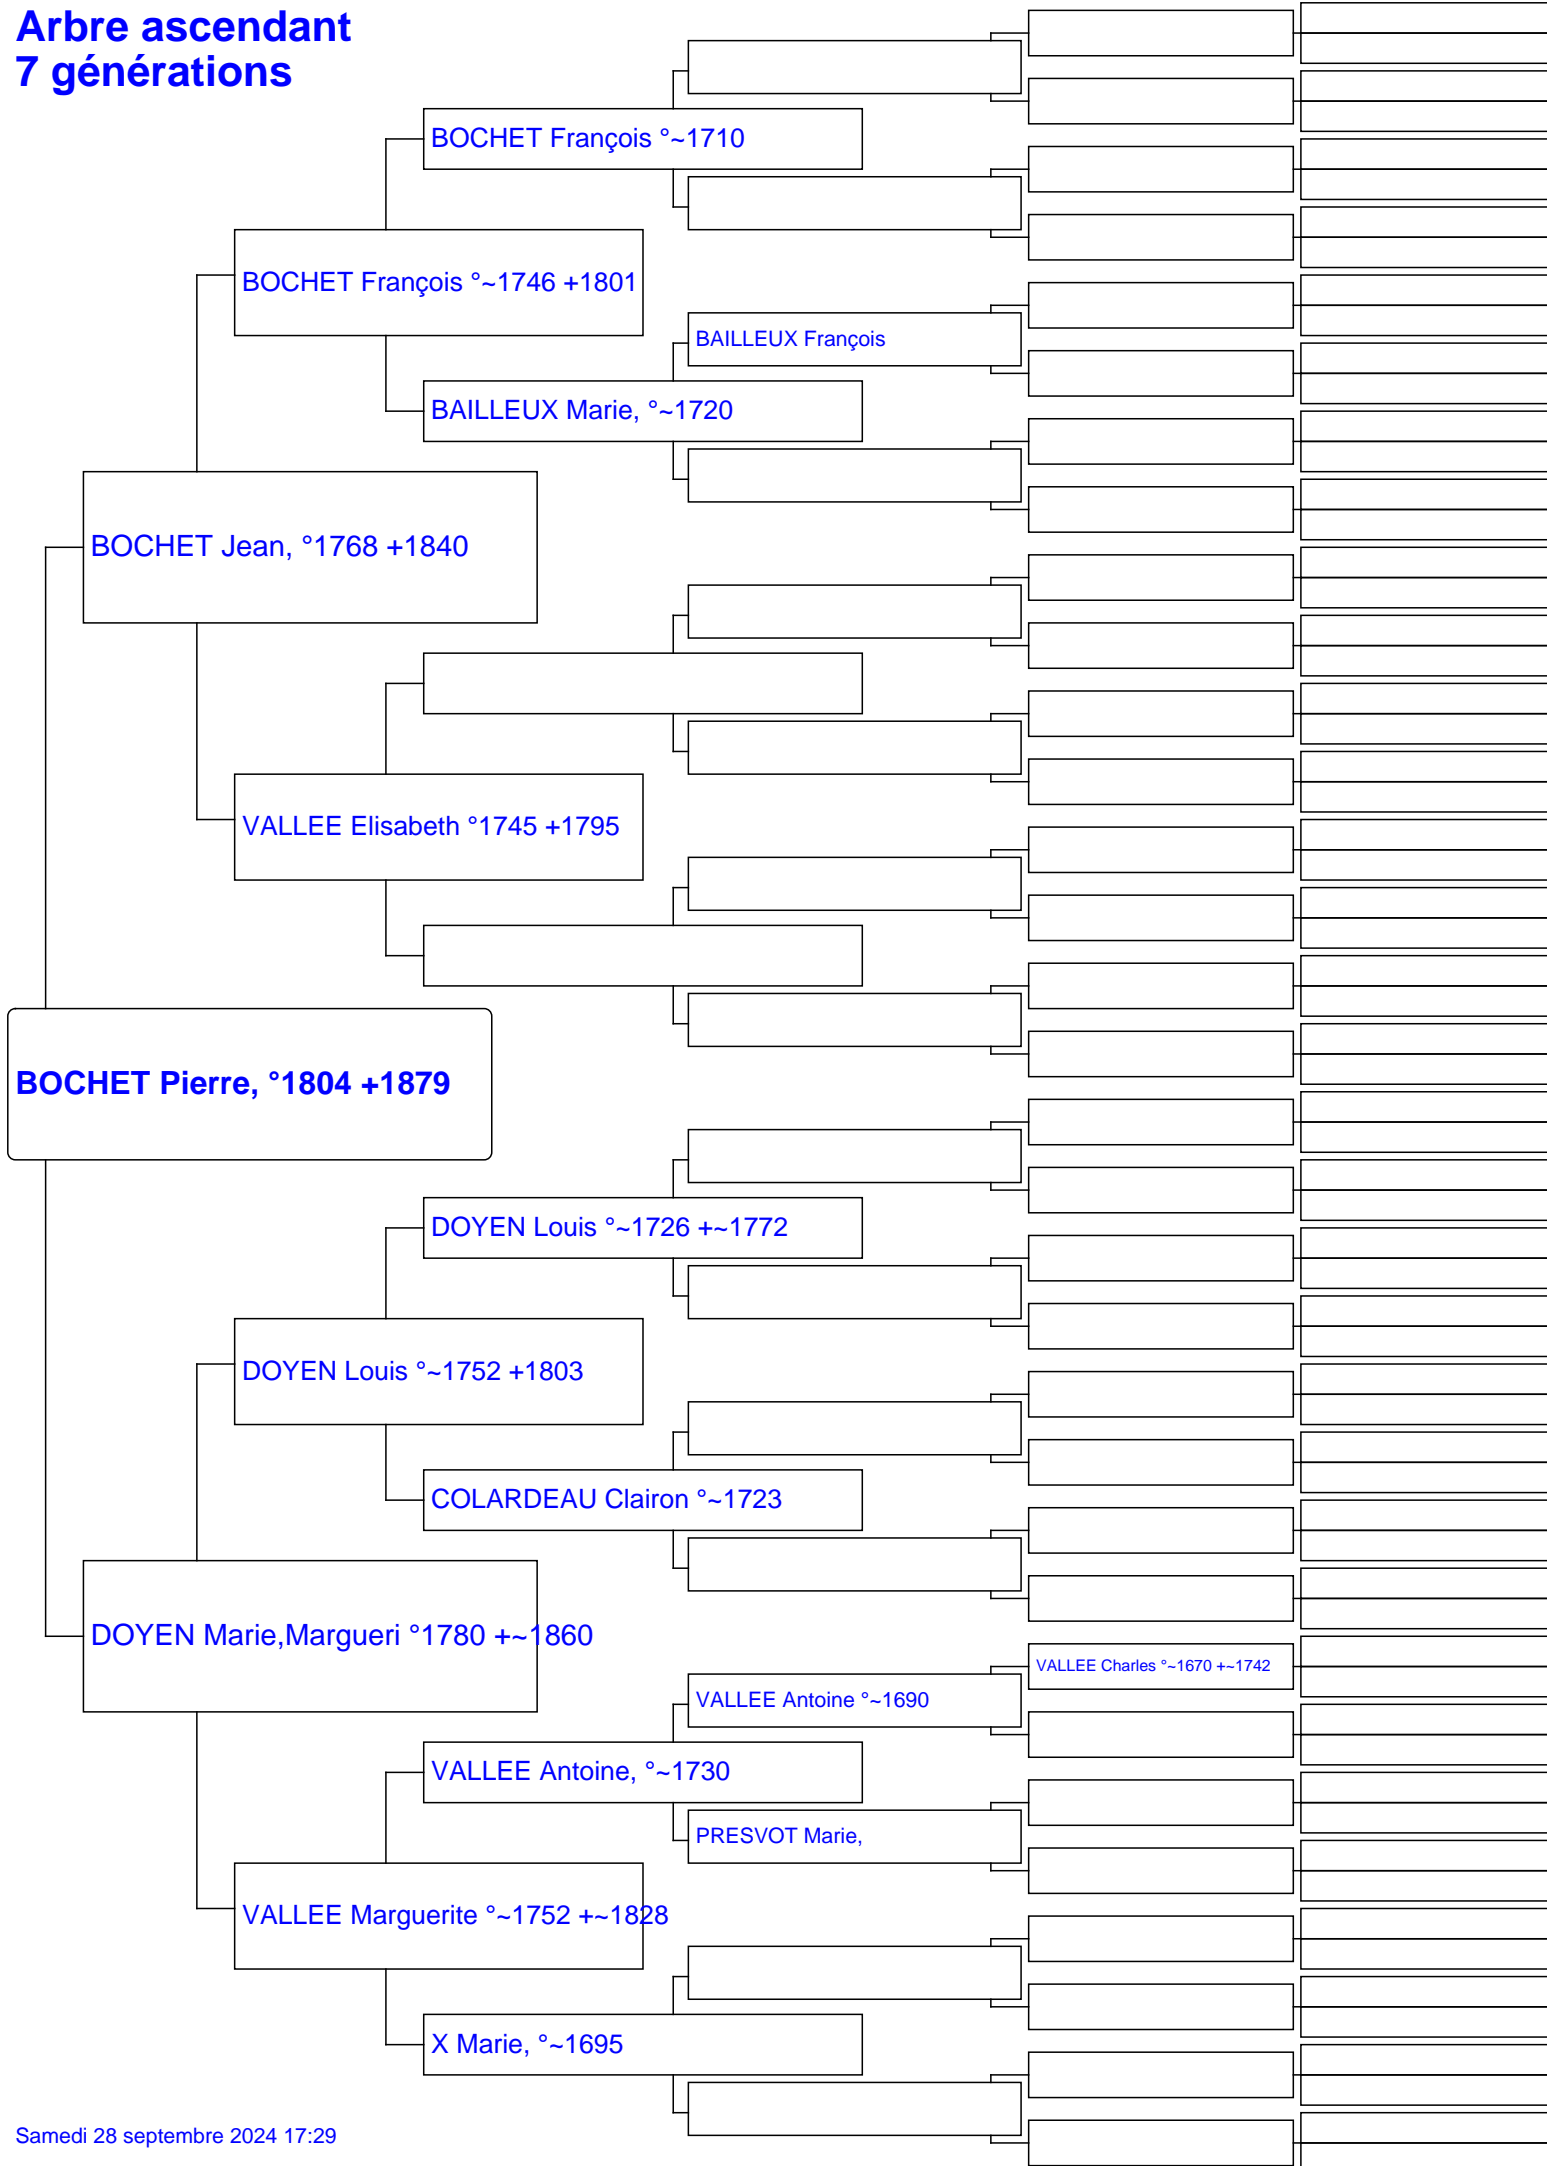 Arbre ascendant
7 générations
BOCHET François °~1710
BOCHET François °~1746 +1801
BAILLEUX François
BAILLEUX Marie, °~1720
BOCHET Jean, °1768 +1840
VALLEE Elisabeth °1745 +1795
BOCHET Pierre, °1804 +1879
DOYEN Louis °~1726 +~1772
DOYEN Louis °~1752 +1803
COLARDEAU Clairon °~1723
DOYEN Marie,Margueri °1780 +~1860
VALLEE Charles °~1670 +~1742
VALLEE Antoine °~1690
VALLEE Antoine, °~1730
PRESVOT Marie,
VALLEE Marguerite °~1752 +~1828
X Marie, °~1695
Samedi 28 septembre 2024 17:29